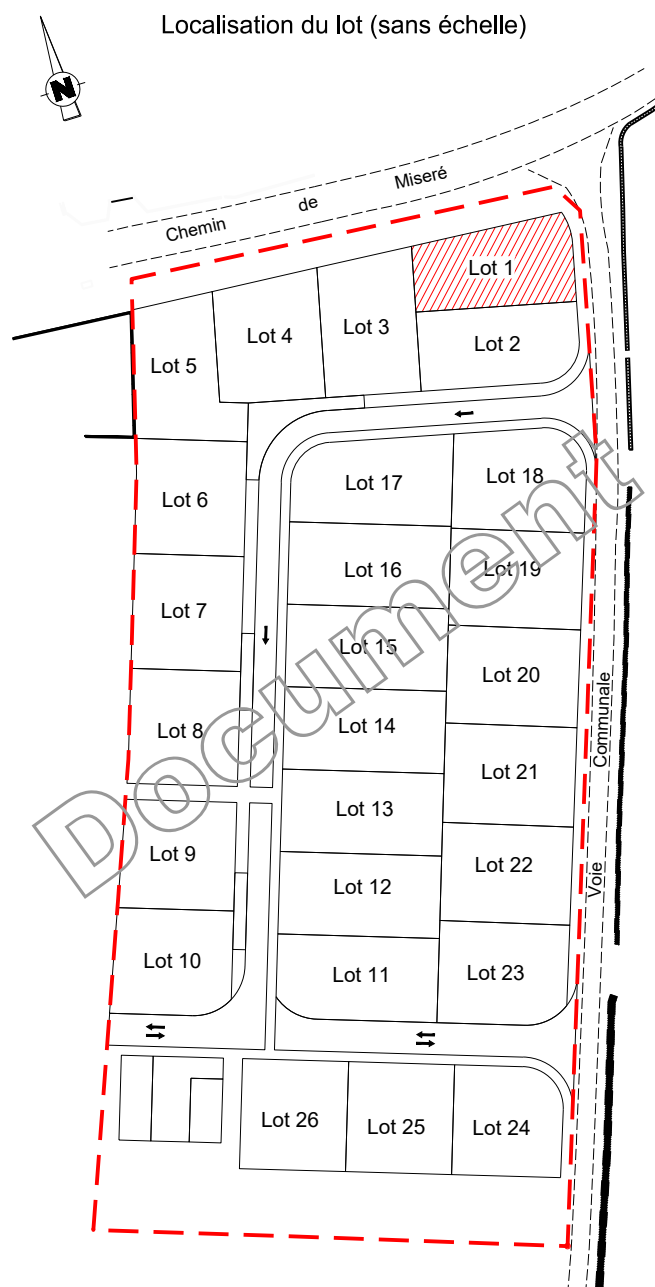 Localisation du lot (sans échelle)
N
Chemin de Miseré
Lot 1
Lot 2
Lot 3
Lot 4
Lot 5
Lot 6
Lot 7
Lot 8
Lot 9
Lot 10
Lot 17
Lot 18
Lot 16
Lot 19
Lot 15
Lot 20
Lot 14
Lot 21
Lot 13
Lot 22
Lot 12
Lot 11
Lot 23
Lot 26
Lot 25
Lot 24
Voie Communale
Document